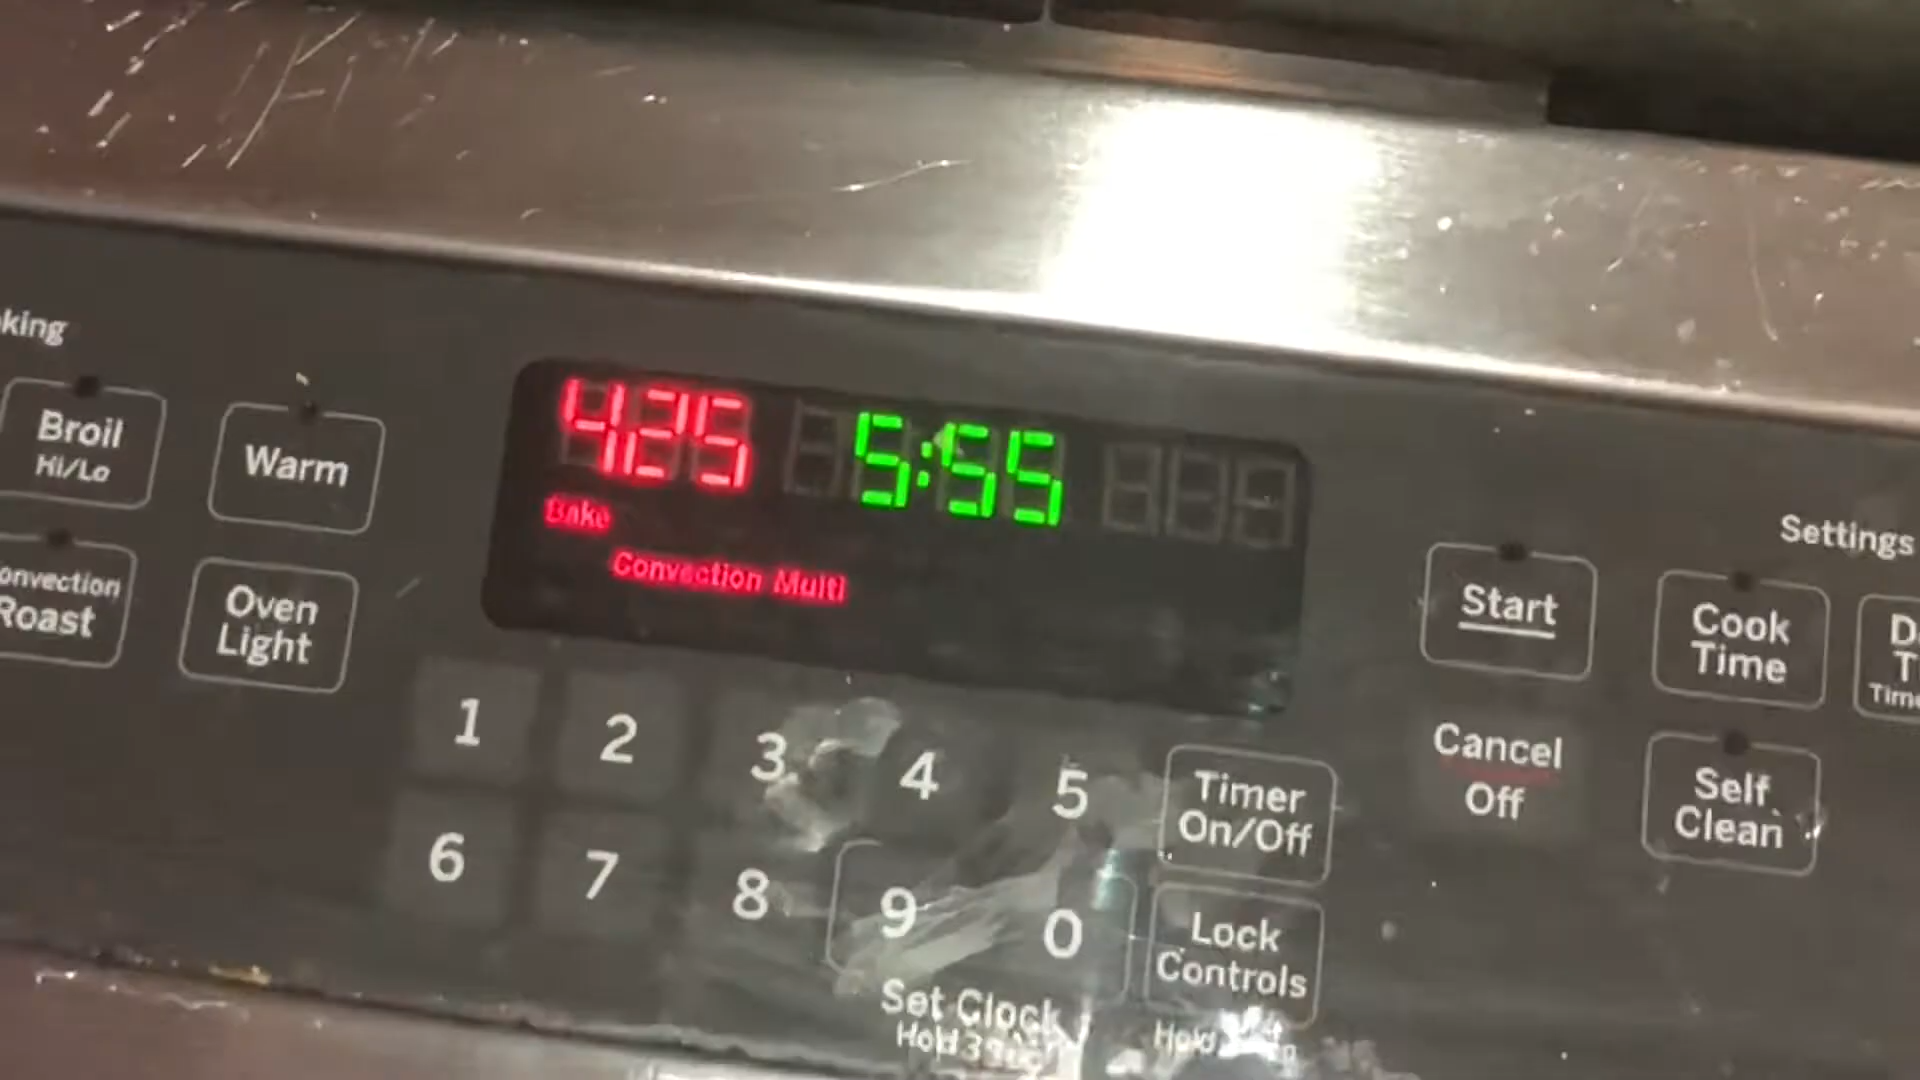 king
Broil
Hi/Lo
Warm
onvection
Roast
Oven
Light
425
5:55
Bake
Convection Multi
1 2 3 4 5
6 7 8 9 0
Set Clock
Timer
On/Off
Lock
Controls
Start
Cancel
Off
Settings
Cook
Time
Self
Clean
Hold 3
Hold